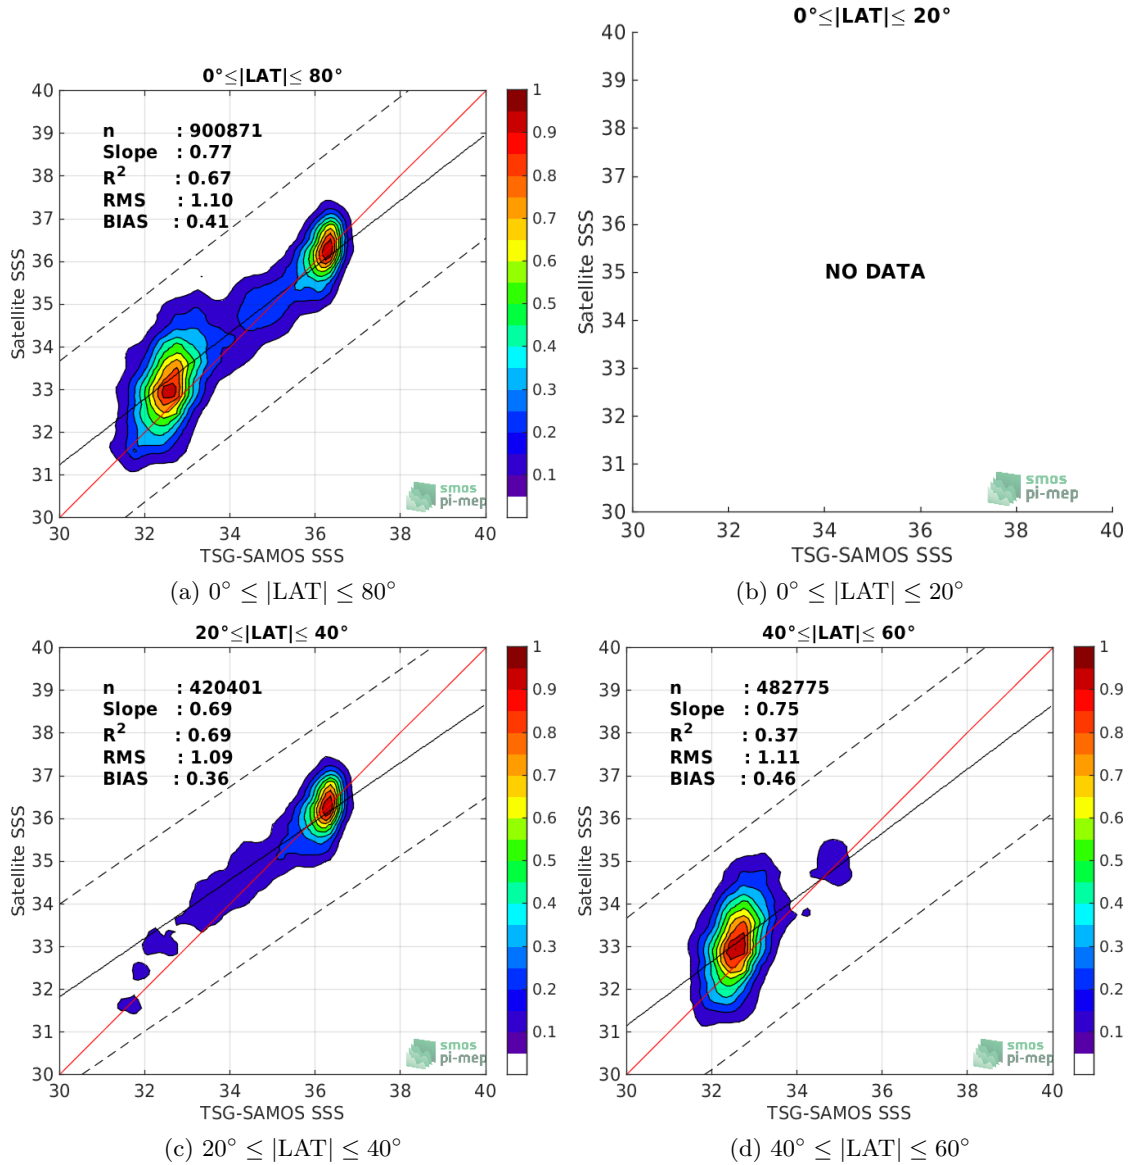 0°≤|LAT|≤ 80°
n : 900871
Slope : 0.77
R² : 0.67
RMS : 1.10
BIAS : 0.41
40
39
38
37
36
35
34
33
32
31
30
Satellite SSS
30 32 34 36 38 40
TSG-SAMOS SSS
1
0.9
0.8
0.7
0.6
0.5
0.4
0.3
0.2
0.1
smos
pi-mep
(a) 0° ≤ |LAT| ≤ 80°
0°≤|LAT|≤ 20°
40
39
38
37
36
35
34
33
32
31
30
Satellite SSS
NO DATA
30 32 34 36 38 40
TSG-SAMOS SSS
smos
pi-mep
(b) 0° ≤ |LAT| ≤ 20°
20°≤|LAT|≤ 40°
n : 420401
Slope : 0.69
R² : 0.69
RMS : 1.09
BIAS : 0.36
40
39
38
37
36
35
34
33
32
31
30
Satellite SSS
30 32 34 36 38 40
TSG-SAMOS SSS
1
0.9
0.8
0.7
0.6
0.5
0.4
0.3
0.2
0.1
smos
pi-mep
(c) 20° ≤ |LAT| ≤ 40°
40°≤|LAT|≤ 60°
n : 482775
Slope : 0.75
R² : 0.37
RMS : 1.11
BIAS : 0.46
40
39
38
37
36
35
34
33
32
31
30
Satellite SSS
30 32 34 36 38 40
TSG-SAMOS SSS
1
0.9
0.8
0.7
0.6
0.5
0.4
0.3
0.2
0.1
smos
pi-mep
(d) 40° ≤ |LAT| ≤ 60°